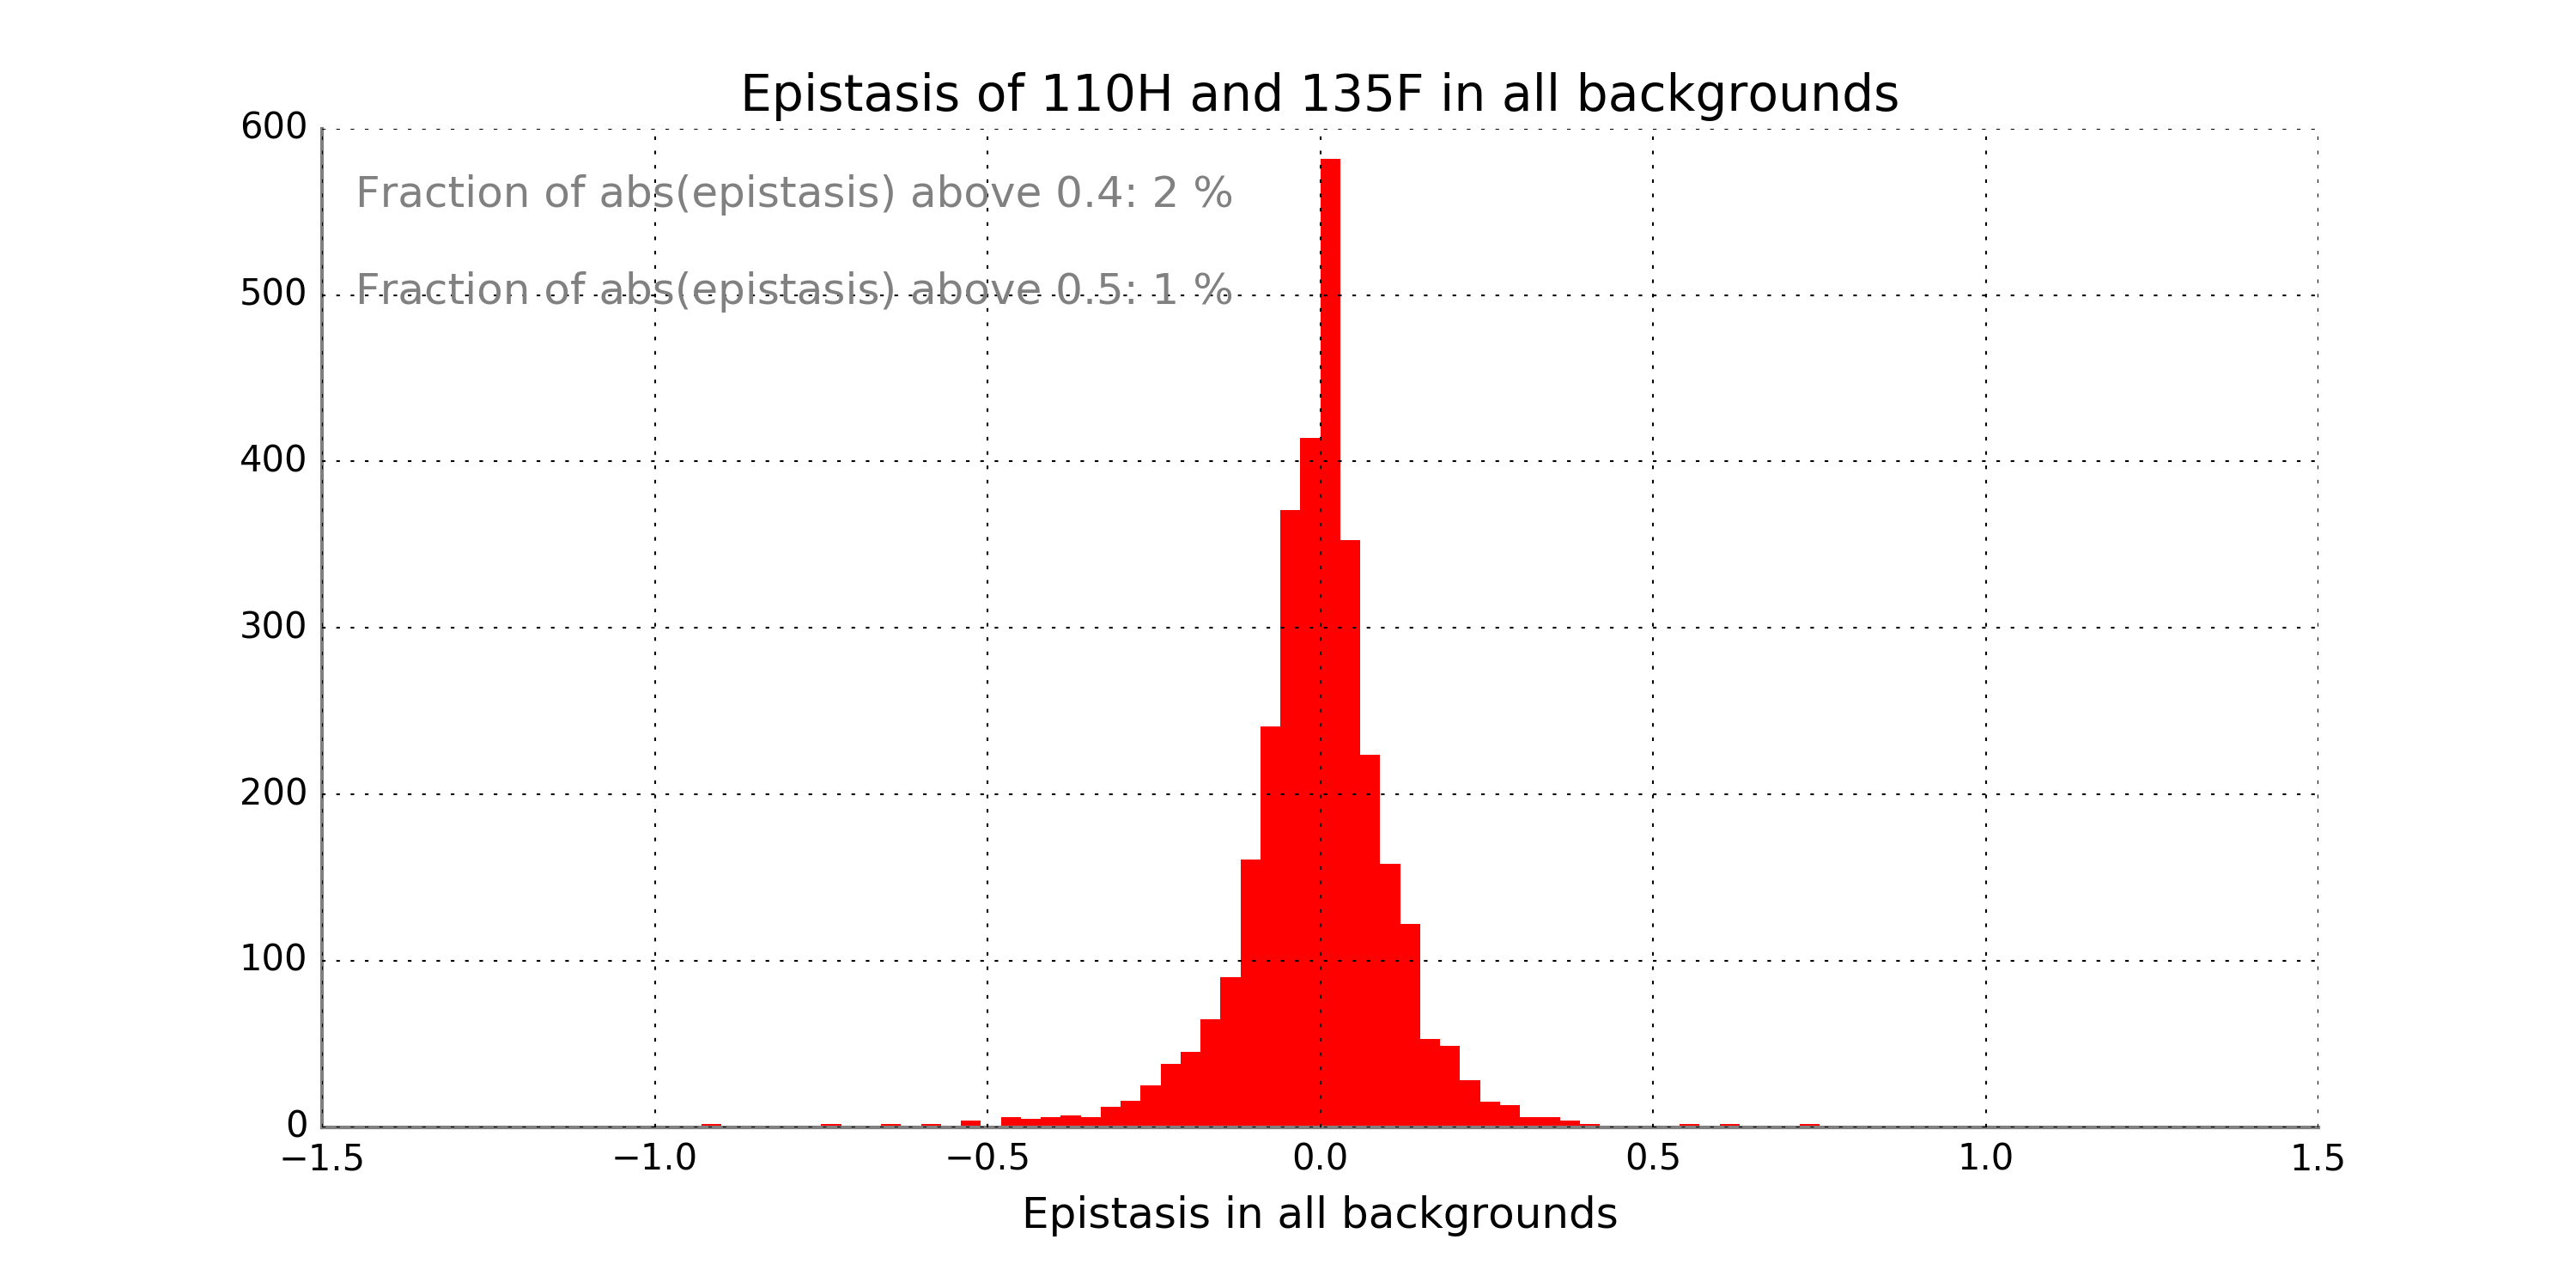 Epistasis of 110H and 135F in all backgrounds
600
Fraction of abs(epistasis) above 0.4: 2 %
500
Fraction of abs(epistasis) above 0.5: 1 %
400
300
200
100
0
−1.5 −1.0 −0.5 0.0 0.5 1.0 1.5
Epistasis in all backgrounds